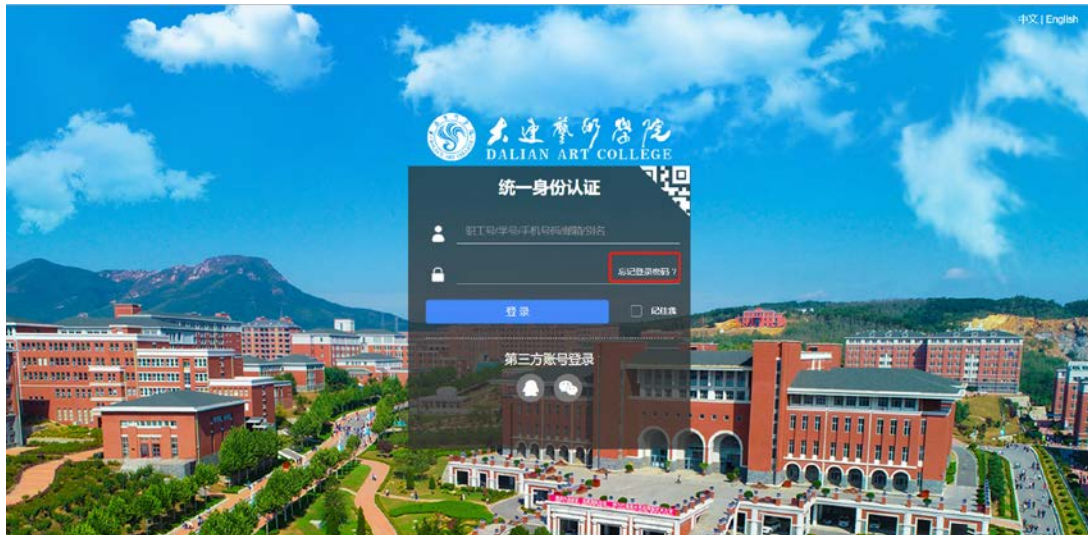 中文 | English
大连艺术学院
DALIAN ART COLLEGE
统一身份认证
职工号/学号/手机号码/邮箱/别名
忘记登录密码？
登 录
记住我
第三方账号登录